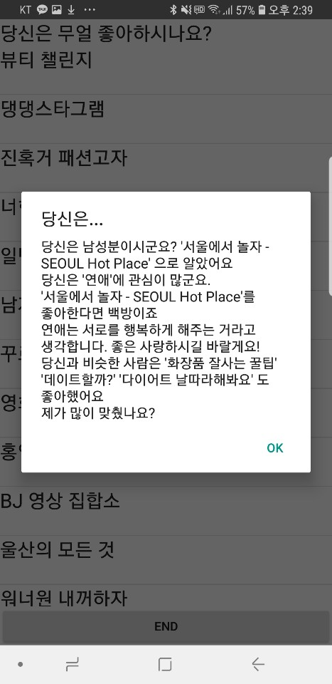 KT ... 57% 오후 2:39
당신은 무얼 좋아하시나요?
뷰티 챌린지
댕댕스타그램
진혹거 패션고자
너
일
남
꾸
영
홍
당신은...
당신은 남성분이시군요? '서울에서 놀자 -
SEOUL Hot Place' 으로 알았어요
당신은 '연애'에 관심이 많군요.
'서울에서 놀자 - SEOUL Hot Place'를
좋아한다면 백방이죠
연애는 서로를 행복하게 해주는 거라고
생각합니다. 좋은 사랑하시길 바랄게요!
당신과 비슷한 사람은 '화장품 잘사는 꿀팁'
'데이트할까?' '다이어트 날따라해봐요' 도
좋아했어요
제가 많이 맞췄나요?
OK
BJ 영상 집합소
울산의 모든 것
워너원 내꺼하자
END